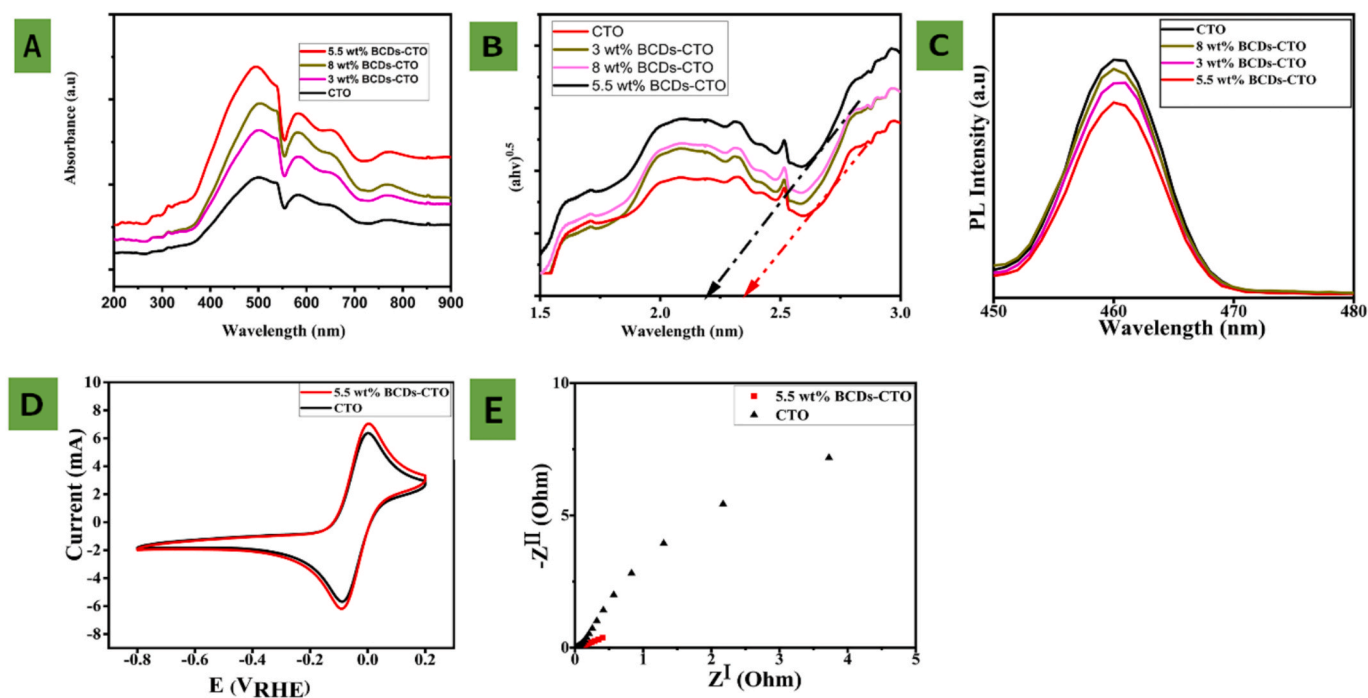 A
Absorbance (a.u)
5.5 wt% BCDs-CTO
8 wt% BCDs-CTO
3 wt% BCDs-CTO
CTO
200 300 400 500 600 700 800 900
Wavelength (nm)
B
(ahv)0.5
CTO
3 wt% BCDs-CTO
8 wt% BCDs-CTO
5.5 wt% BCDs-CTO
1.5 2.0 2.5 3.0
Wavelength (nm)
C
PL Intensity (a.u)
CTO
8 wt% BCDs-CTO
3 wt% BCDs-CTO
5.5 wt% BCDs-CTO
450 460 470 480
Wavelength (nm)
D
Current (mA)
5.5 wt% BCDs-CTO
CTO
10
8
6
4
2
0
-2
-4
-6
-8
-0.8 -0.6 -0.4 -0.2 0.0 0.2
E (VRHE)
E
-ZII (Ohm)
5.5 wt% BCDs-CTO
CTO
10
5
0
0 1 2 3 4 5
ZI (Ohm)